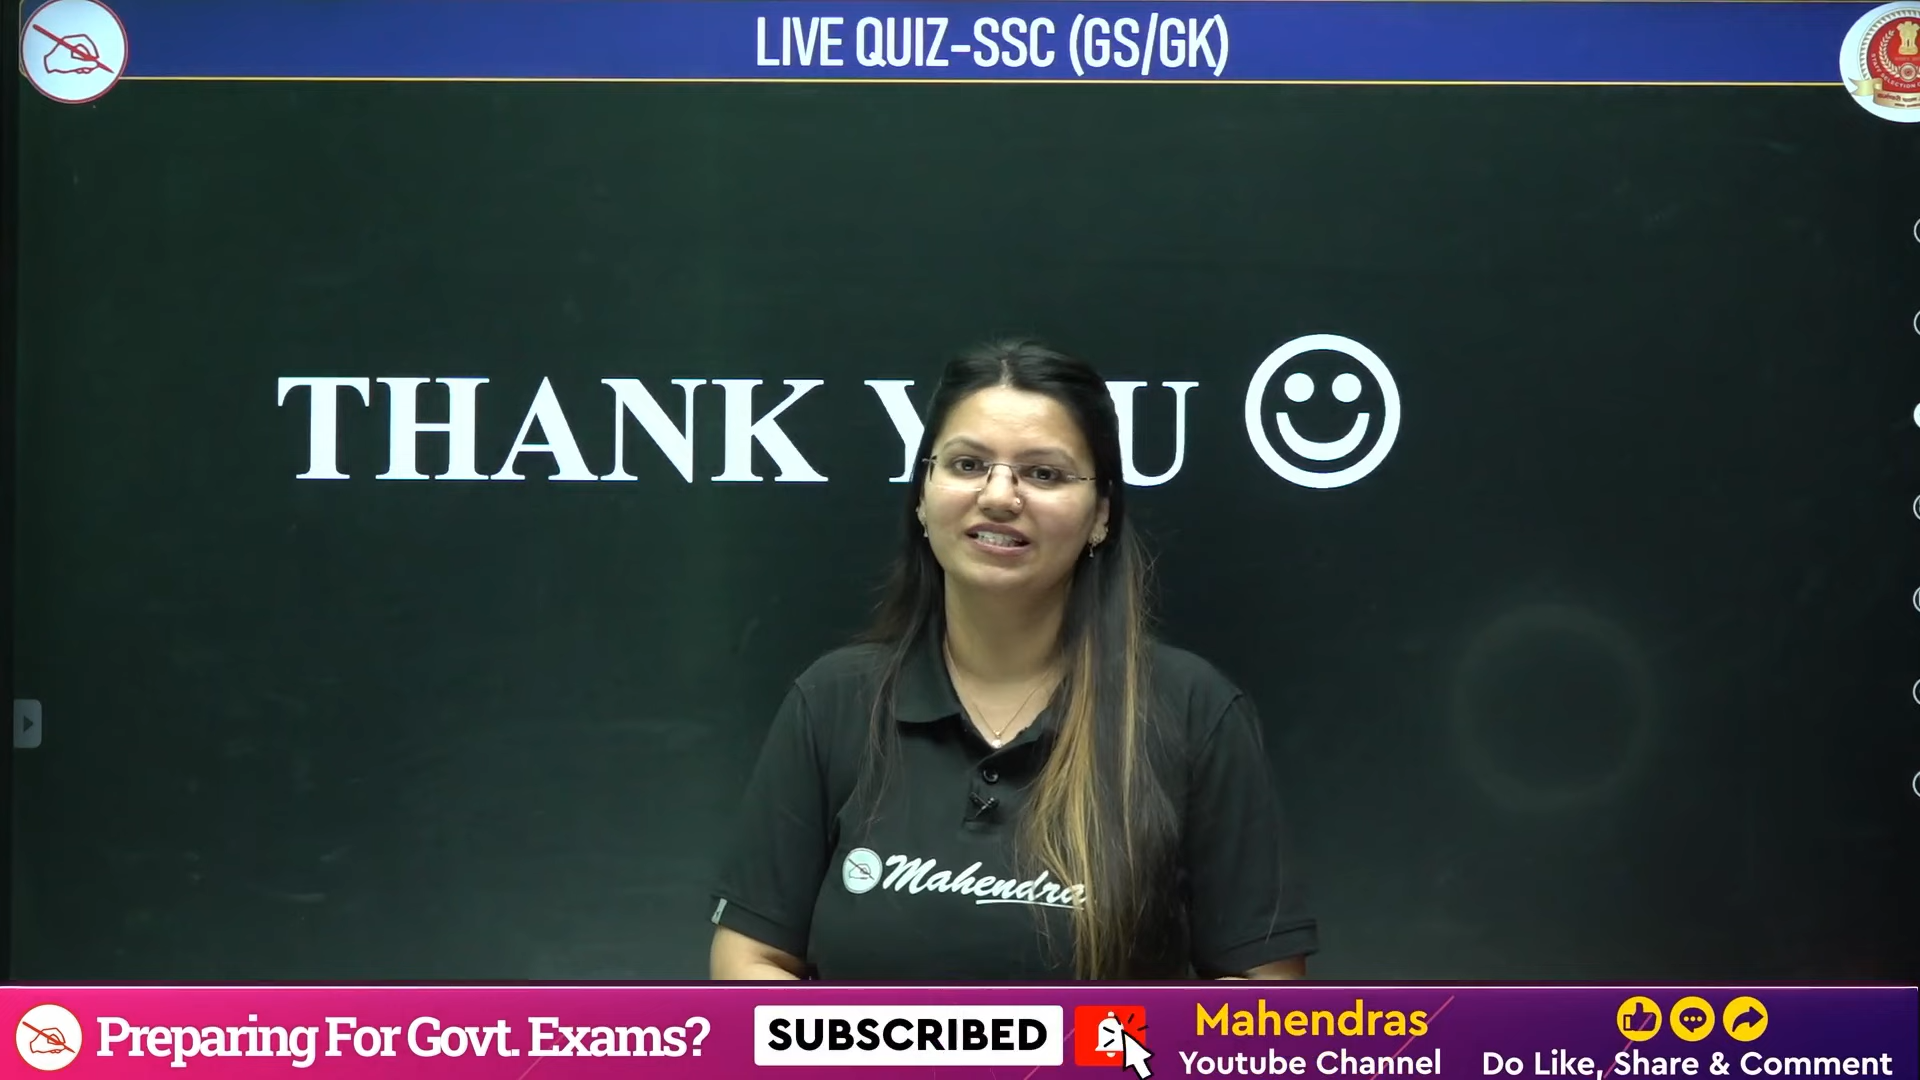 LIVE QUIZ-SSC (GS/GK)
THANK Y U
Mahendra
Preparing For Govt. Exams?
SUBSCRIBED
Mahendras
Youtube Channel
Do Like, Share & Comment